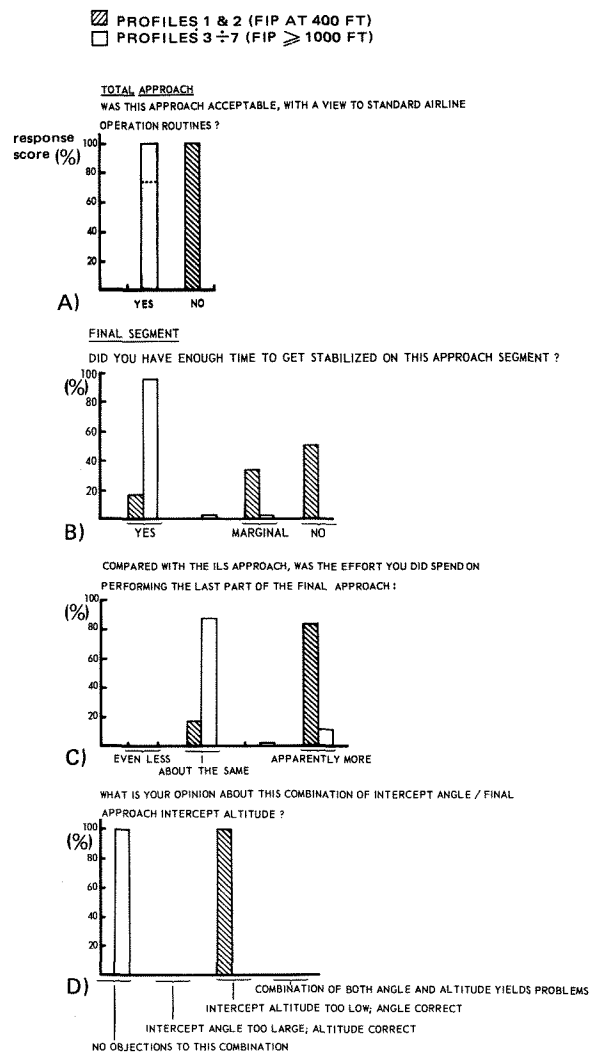 PROFILES 1 & 2 (FIP AT 400 FT)
PROFILES 3 ÷ 7 (FIP ⩾ 1000 FT)
TOTAL APPROACH
WAS THIS APPROACH ACCEPTABLE, WITH A VIEW TO STANDARD AIRLINE
OPERATION ROUTINES ?
response
score (%)
100
80
60
40
20
A)
YES NO
FINAL SEGMENT
DID YOU HAVE ENOUGH TIME TO GET STABILIZED ON THIS APPROACH SEGMENT ?
(%)
100
80
60
40
20
B)
YES MARGINAL NO
COMPARED WITH THE ILS APPROACH, WAS THE EFFORT YOU DID SPEND ON
PERFORMING THE LAST PART OF THE FINAL APPROACH :
(%)
100
80
60
40
20
C)
EVEN LESS APPARENTLY MORE
ABOUT THE SAME
WHAT IS YOUR OPINION ABOUT THIS COMBINATION OF INTERCEPT ANGLE / FINAL
APPROACH INTERCEPT ALTITUDE ?
(%)
100
80
60
40
20
D)
COMBINATION OF BOTH ANGLE AND ALTITUDE YIELDS PROBLEMS
INTERCEPT ALTITUDE TOO LOW; ANGLE CORRECT
INTERCEPT ANGLE TOO LARGE; ALTITUDE CORRECT
NO OBJECTIONS TO THIS COMBINATION